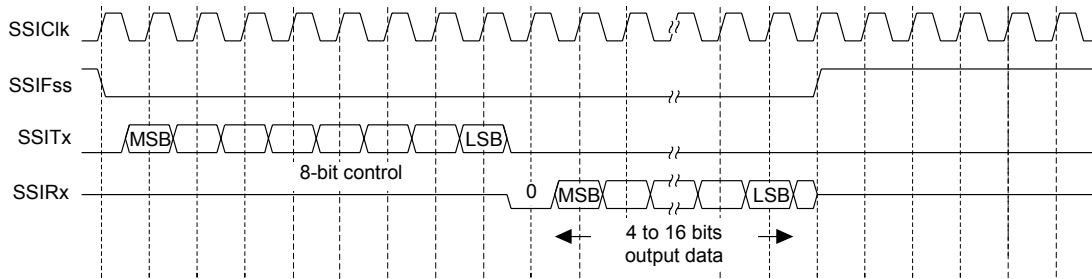 SSIClk
SSIFss
SSITx
MSB
LSB
8-bit control
SSIRx
0
MSB
LSB
4 to 16 bits
output data